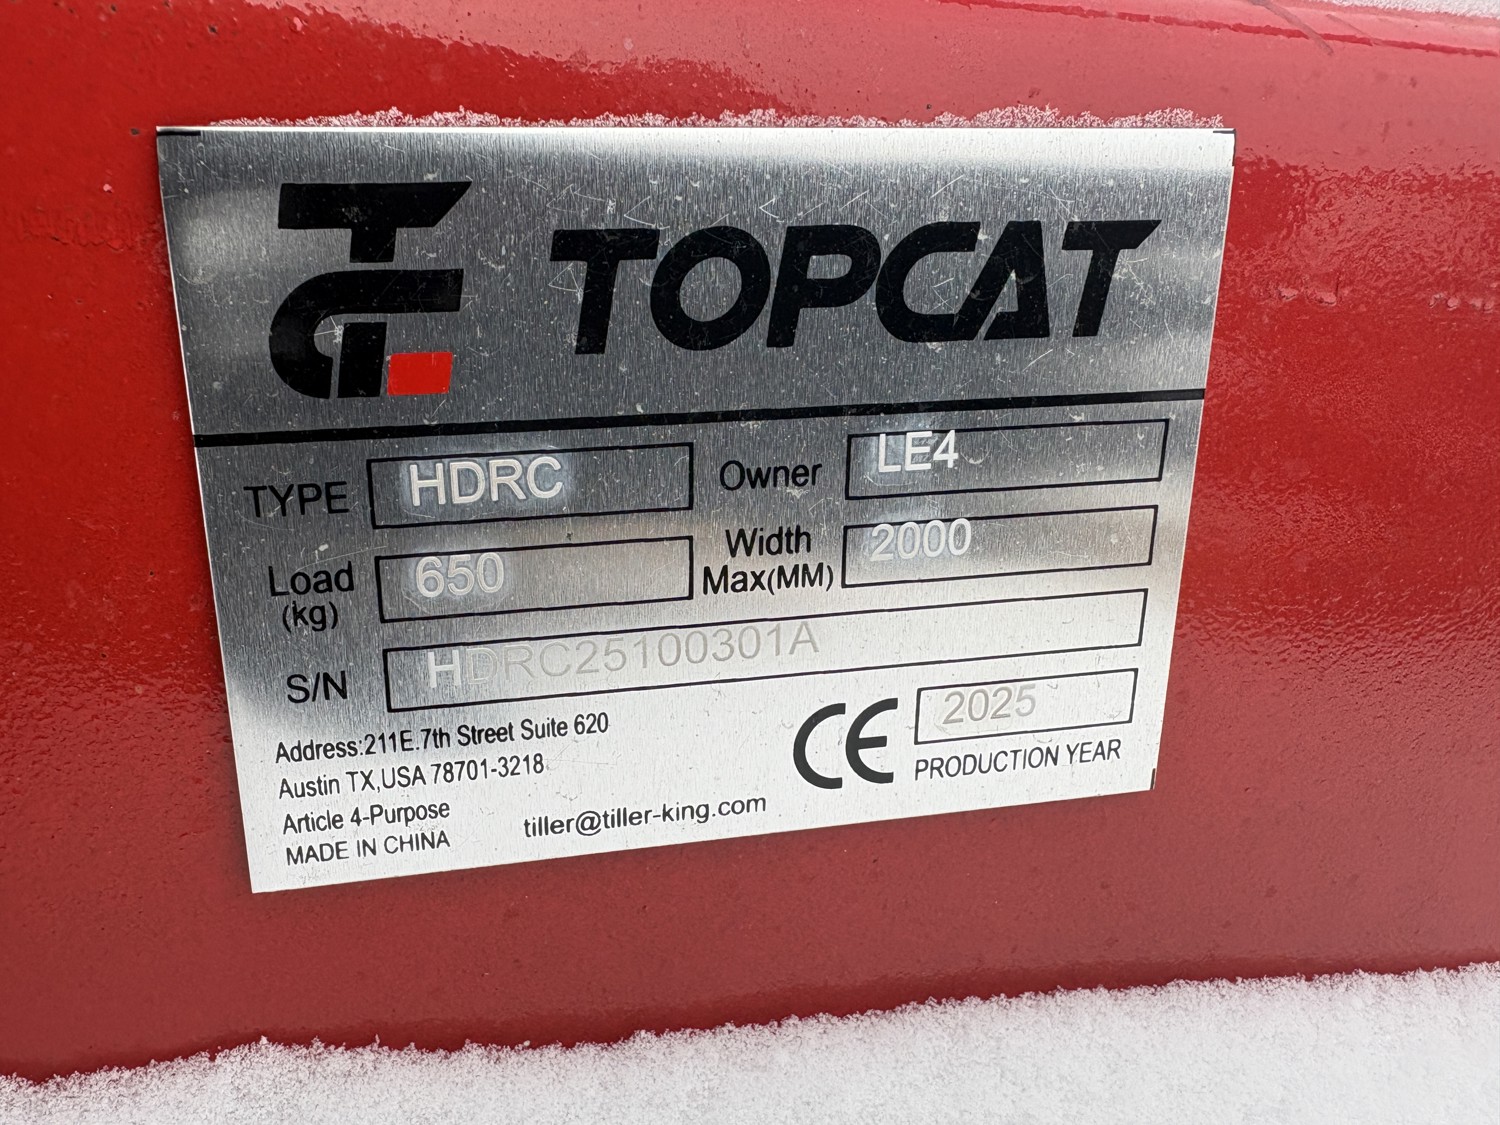 TOPCAT
TYPE HDRC Owner LE4
Load (kg) 650 Width Max(MM) 2000
S/N HDRC25100301A
Address:211E.7th Street Suite 620
Austin TX,USA 78701-3218
Article 4-Purpose
MADE IN CHINA
tiller@tiller-king.com
CE 2025
PRODUCTION YEAR